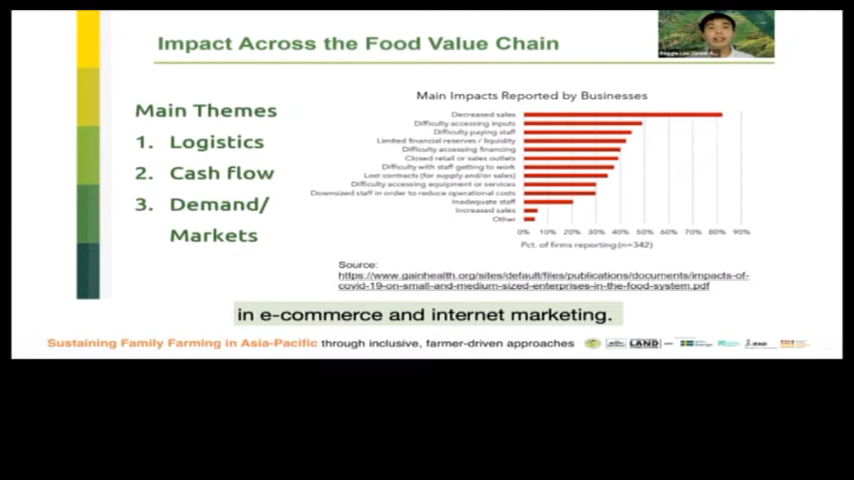 Impact Across the Food Value Chain
Main Themes
1. Logistics
2. Cash flow
3. Demand/
Markets
Main Impacts Reported by Businesses
Decreased sales
Difficulty accessing inputs
Difficulty paying staff
Limited financial reserves / liquidity
Difficulty accessing financing
Closed retail or sales outlets
Difficulty with staff getting to work
Lost contracts (for supply and/or sales)
Difficulty accessing equipment or services
Downsized staff in order to reduce operational costs
Inadequate staff
Increased sales
Other
0% 10% 20% 30% 40% 50% 60% 70% 80% 90%
Pct. of firms reporting (n=342)
Source:
https://www.gainhealth.org/sites/default/files/publications/documents/impacts-of-
covid-19-on-small-and-medium-sized-enterprises-in-the-food-system.pdf
in e-commerce and internet marketing.
Sustaining Family Farming in Asia-Pacific through inclusive, farmer-driven approaches
LAND